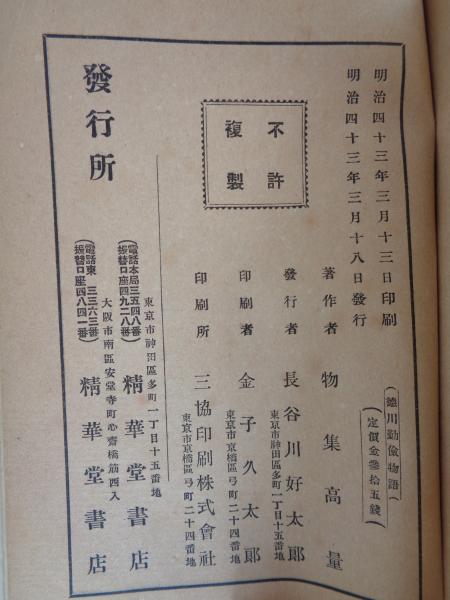 明治四十三年三月十三日印刷
明治四十三年三月十八日發行
德川勤儉物語
定價金參拾五錢
不許
複製
著作者 物集高量
發行者 長谷川好太郎
東京市神田區多町一丁目十五番地
印刷者 金子久太郎
東京市京橋區弓町二十四番地
印刷所 三協印刷株式會社
東京市京橋區弓町二十四番地
發行所
東京市神田區多町一丁目十五番地
精華堂書店
(電話本局三五四八番
(振替口座四九二八番)
大阪市南區安堂寺町心齋橋筋西入
精華堂書店
(電話東 三三六三番
(振替口座四八四一番)